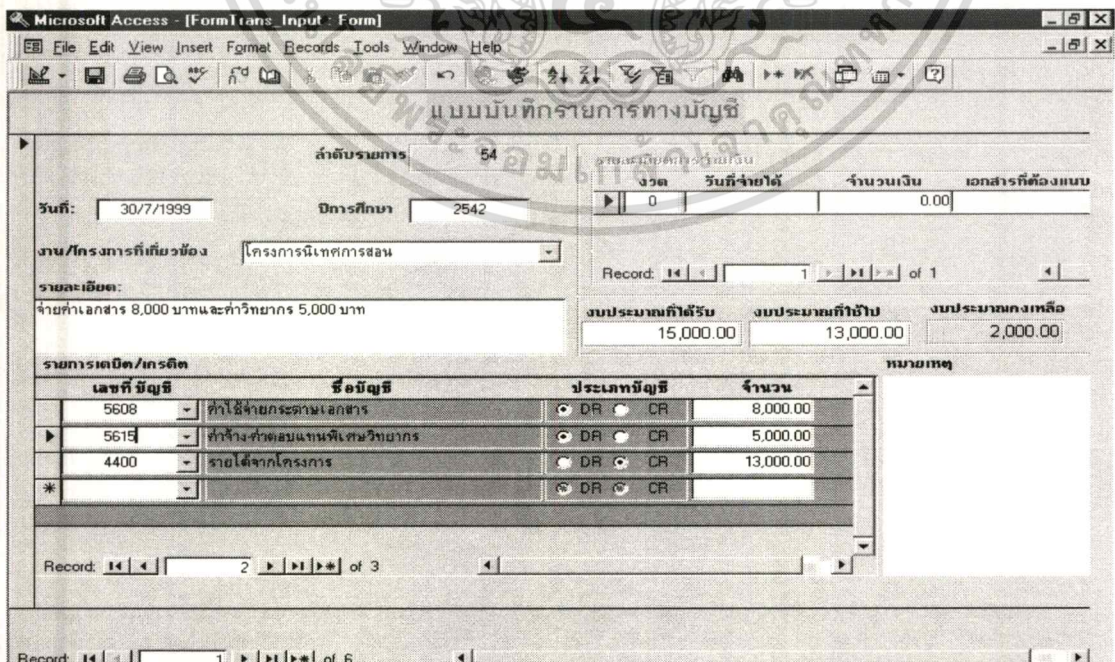 Microsoft Access - [FormTrans_Input : Form]
File Edit View Insert Format Records Tools Window Help
แบบบันทึกรายการทางบัญชี
ลำดับรายการ 54
รายละเอียดการจ่ายเงิน
งวด วันที่จ่ายได้ จำนวนเงิน เอกสารที่ต้องแนบ
0 0.00
วันที่: 30/7/1999 ปีการศึกษา 2542
งาน/โครงการที่เกี่ยวข้อง โครงการนิเทศการสอน
Record: 1 of 1
รายละเอียด:
จ่ายค่าเอกสาร 8,000 บาทและค่าวิทยากร 5,000 บาท
งบประมาณที่ได้รับ งบประมาณที่ใช้ไป งบประมาณคงเหลือ
15,000.00 13,000.00 2,000.00
รายการเดบิต/เครดิต หมายเหตุ
เลขที่ บัญชี ชื่อบัญชี ประเภทบัญชี จำนวน
5608 ค่าใช้จ่ายกระดาษเอกสาร DR CR 8,000.00
5615 ค่าจ้าง-ค่าตอบแทนพิเศษวิทยากร DR CR 5,000.00
4400 รายได้จากโครงการ DR CR 13,000.00
DR CR
Record: 2 of 3
Record: 1 of 6